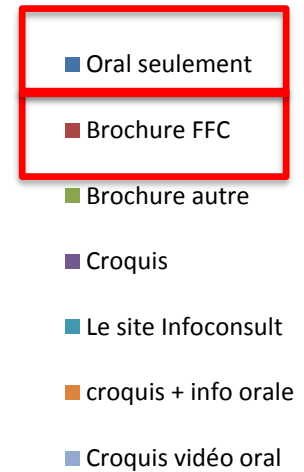 Oral seulement
Brochure FFC
Brochure autre
Croquis
Le site Infoconsult
croquis + info orale
Croquis vidéo oral